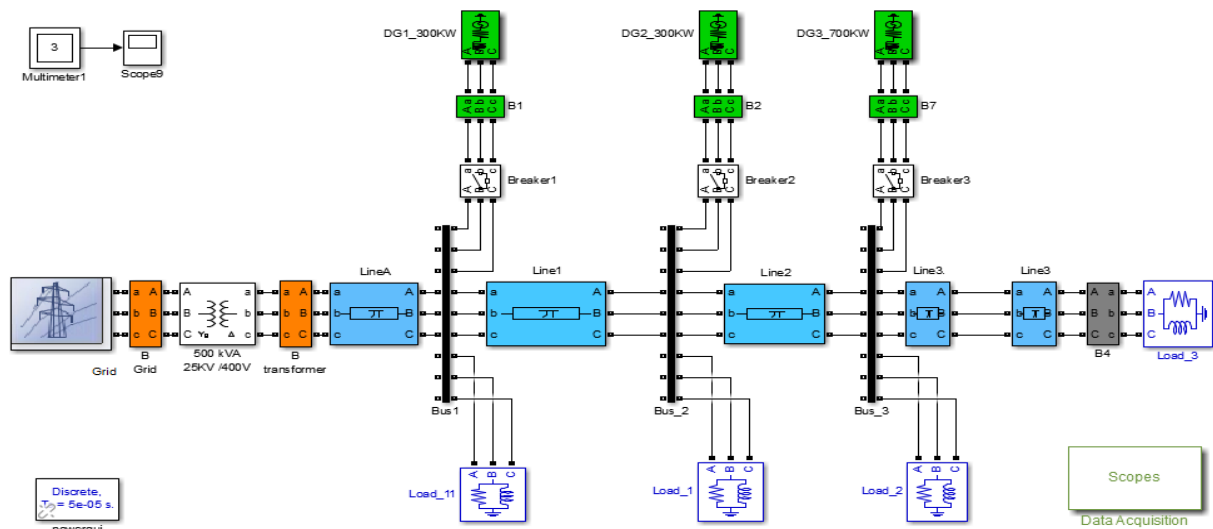 DG1_300KW
DG2_300KW
DG3_700KW
A B C
A B C
A B C
3
Multimeter1
Scope9
a b c
A B C
B1
a b c
A B C
B2
a b c
A B C
B7
a b c
A B C
Breaker1
a b c
A B C
Breaker2
a b c
A B C
Breaker3
LineA
Line1
Line2
Line3.
Line3
a A A a a A a A a A a A a A a A A a A
b B B b b B b B b B b B b B b B B b B
c C C c c C c C c C c C c C c C C c C
Yg Δ
Grid
B
Grid
500 kVA
25KV /400V
B
transformer
B4
Load_3
Bus1
Bus_2
Bus_3
A B C
A B C
A B C
Load_11
Load_1
Load_2
Scopes
Data Acquisition
Discrete,
= 5e-05 s.
powergui